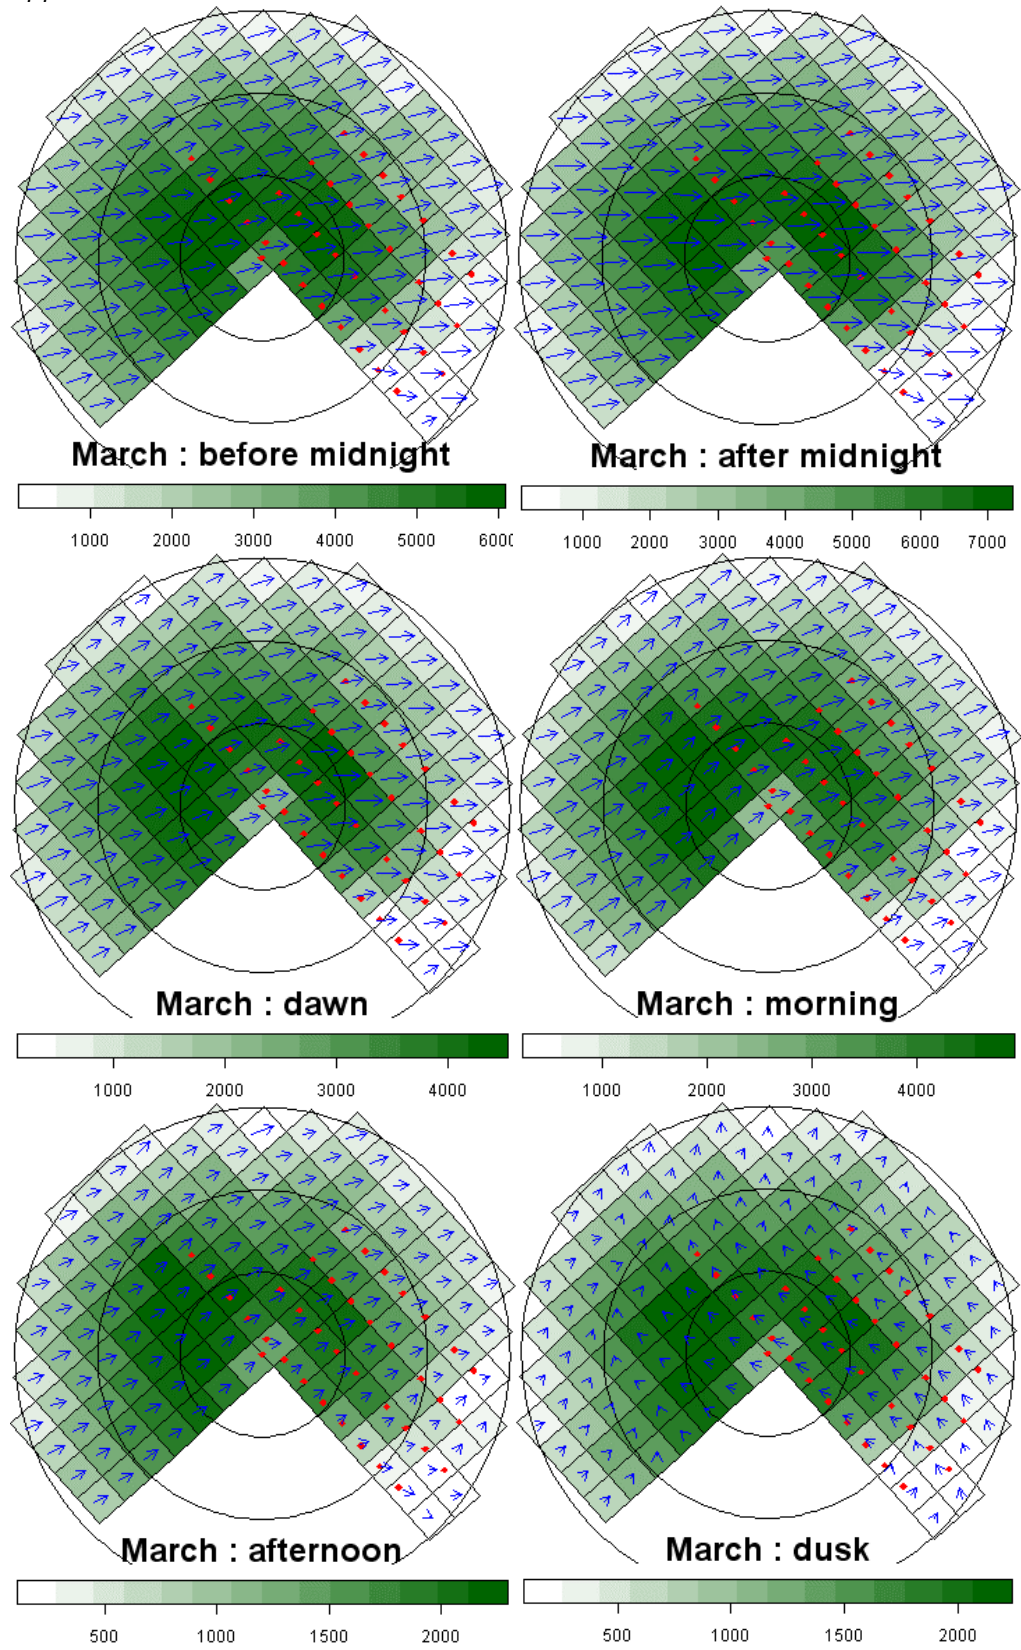 March : before midnight
March : after midnight
1000 2000 3000 4000 5000 6000
1000 2000 3000 4000 5000 6000 7000
March : dawn
March : morning
1000 2000 3000 4000
1000 2000 3000 4000
March : afternoon
March : dusk
500 1000 1500 2000
500 1000 1500 2000